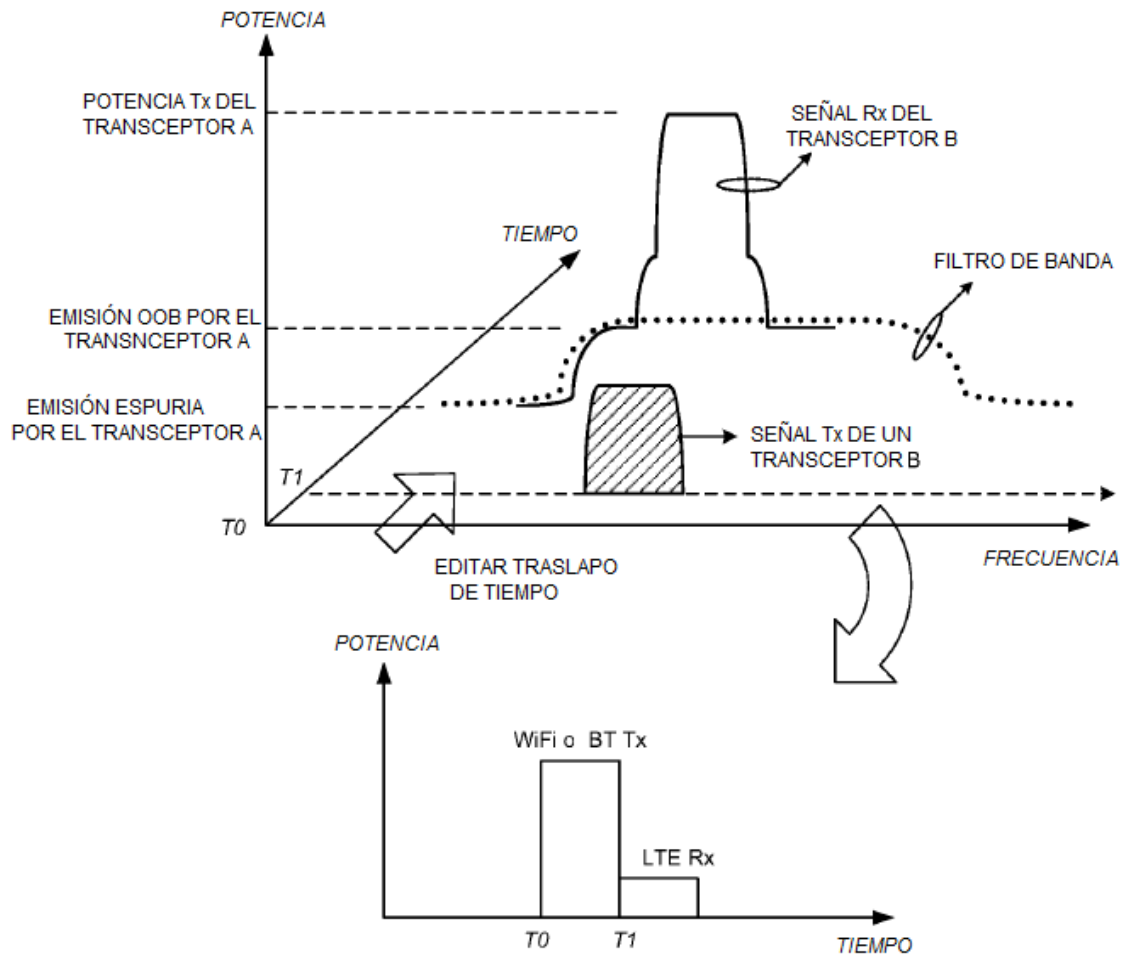 POTENCIA
POTENCIA Tx DEL
TRANSCEPTOR A
SEÑAL Rx DEL
TRANSCEPTOR B
TIEMPO
FILTRO DE BANDA
EMISIÓN OOB POR EL
TRANSNCEPTOR A
EMISIÓN ESPURIA
POR EL TRANSCEPTOR A
SEÑAL Tx DE UN
TRANSCEPTOR B
T1
T0
EDITAR TRASLAPO
DE TIEMPO
FRECUENCIA
POTENCIA
WiFi o BT Tx
LTE Rx
T0
T1
TIEMPO